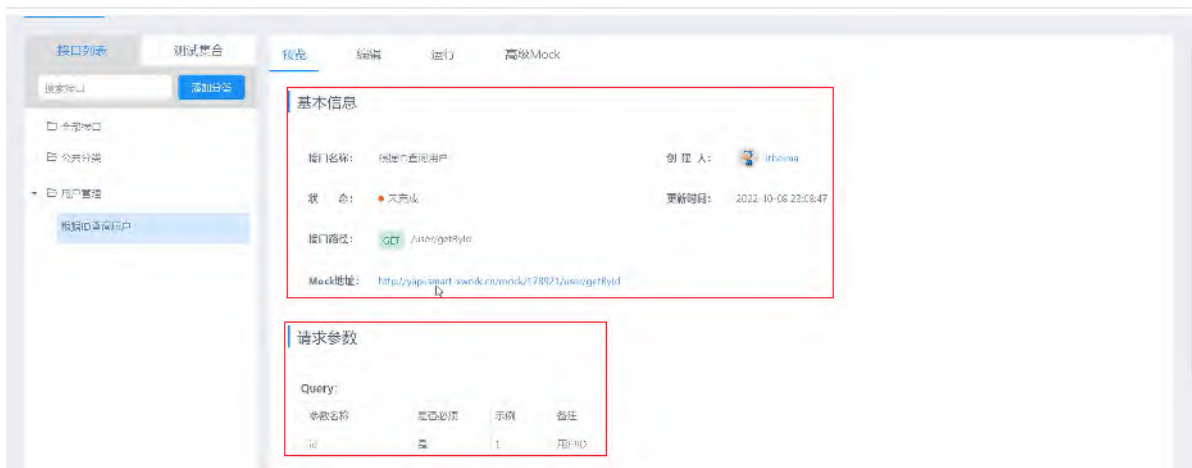 接口列表 测试集合
搜索接口 添加分类
全部接口
公共分类
用户管理
根据ID查询用户
预览 编辑 运行 高级Mock
基本信息
接口名称： 根据ID查询用户 创 建 人： itheima
状 态： 未完成 更新时间： 2022-10-08 23:08:47
接口路径： GET /user/getById
Mock地址： http://yapi.smart-xwork.cn/mock/178921/user/getById
请求参数
Query：
参数名称 是否必须 示例 备注
id 是 1 用户ID